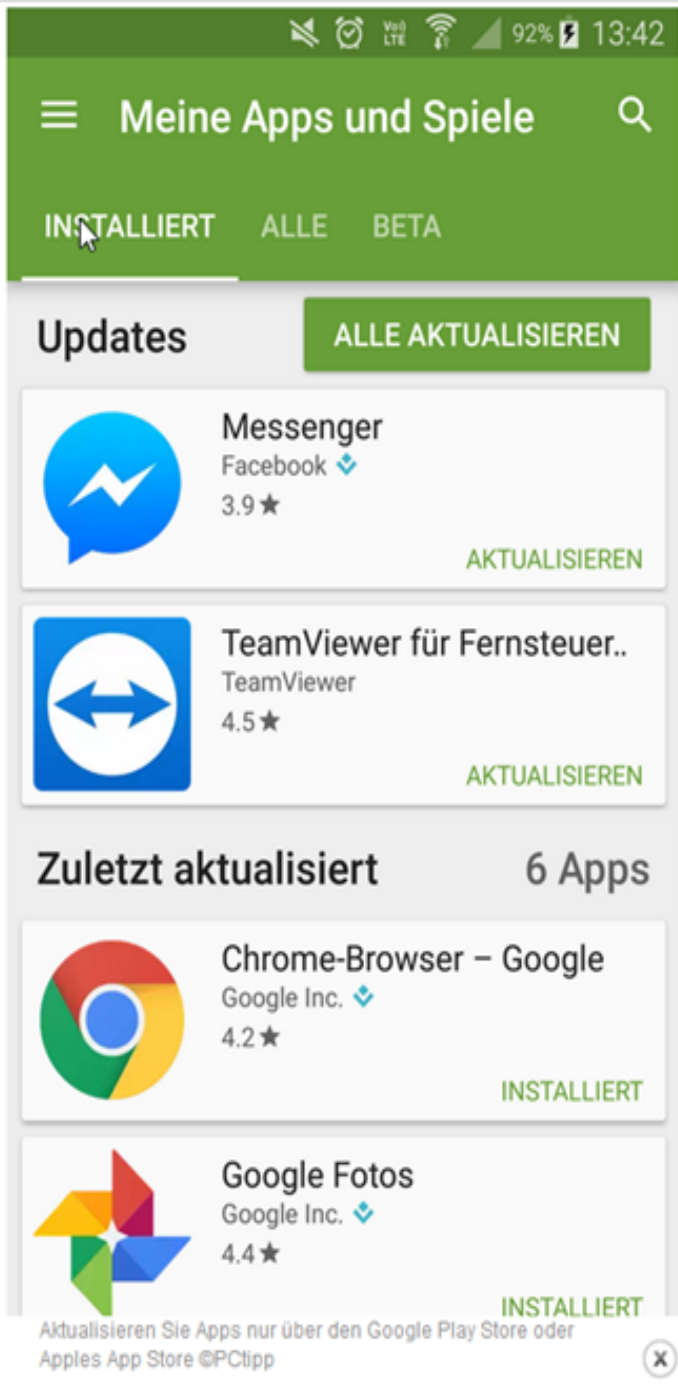 Vo)) LTE 92% 13:42
Meine Apps und Spiele
INSTALLIERT ALLE BETA
Updates ALLE AKTUALISIEREN
Messenger
Facebook
3.9★
AKTUALISIEREN
TeamViewer für Fernsteuer..
TeamViewer
4.5★
AKTUALISIEREN
Zuletzt aktualisiert 6 Apps
Chrome-Browser – Google
Google Inc.
4.2★
INSTALLIERT
Google Fotos
Google Inc.
4.4★
INSTALLIERT
Aktualisieren Sie Apps nur über den Google Play Store oder
Apples App Store ©PCtipp
X